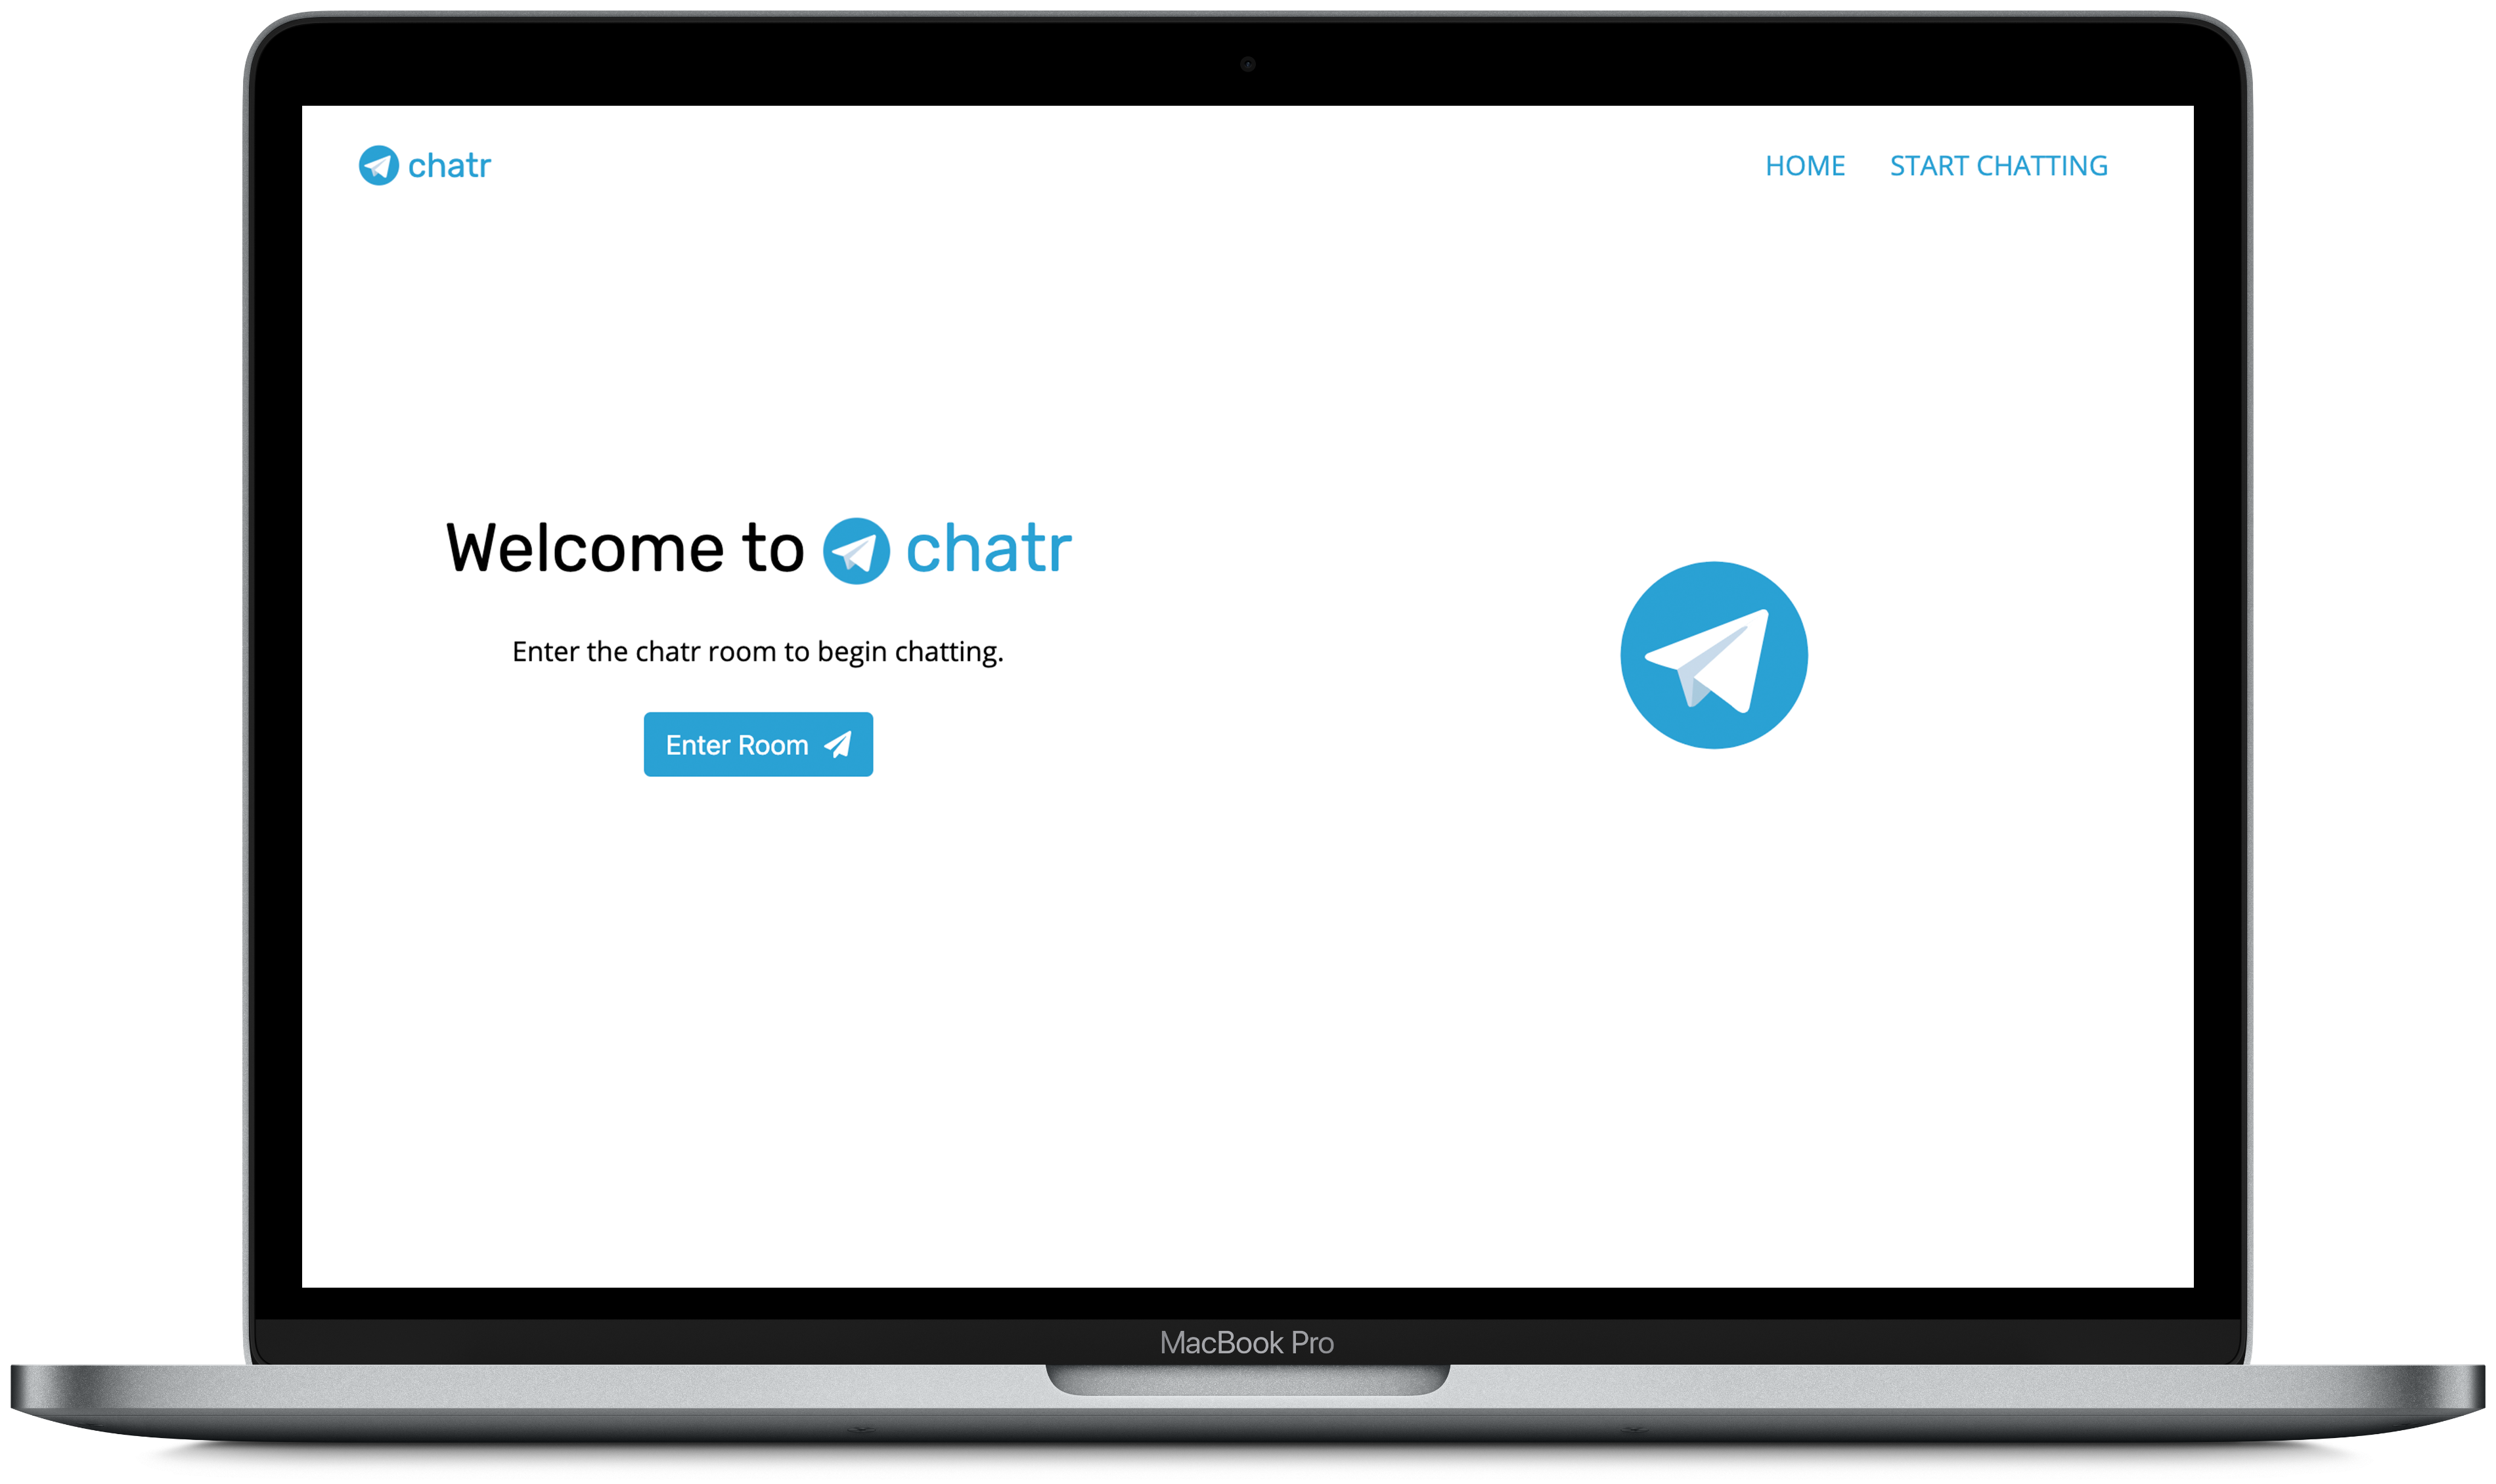 chatr
HOME START CHATTING
Welcome to chatr
Enter the chatr room to begin chatting.
Enter Room
MacBook Pro